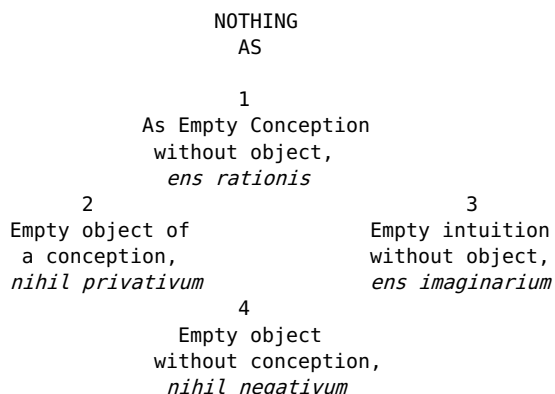 NOTHING
AS
1
As Empty Conception
without object,
ens rationis
2 3
Empty object of Empty intuition
a conception, without object,
nihil privativum ens imaginarium
4
Empty object
without conception,
nihil negativum